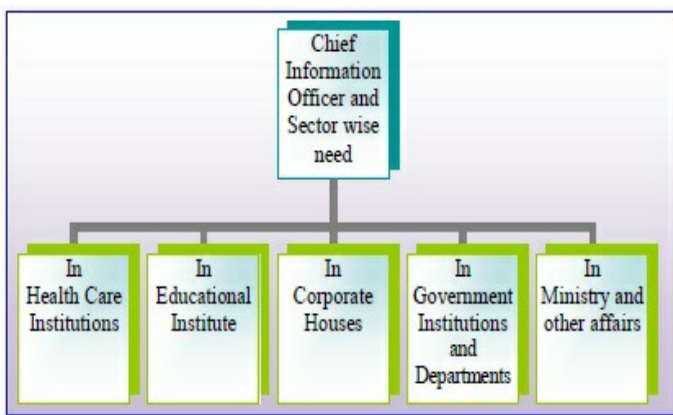 Chief
Information
Officer and
Sector wise
need
In
Health Care
Institutions
In
Educational
Institute
In
Corporate
Houses
In
Government
Institutions
and
Departments
In
Ministry and
other affairs